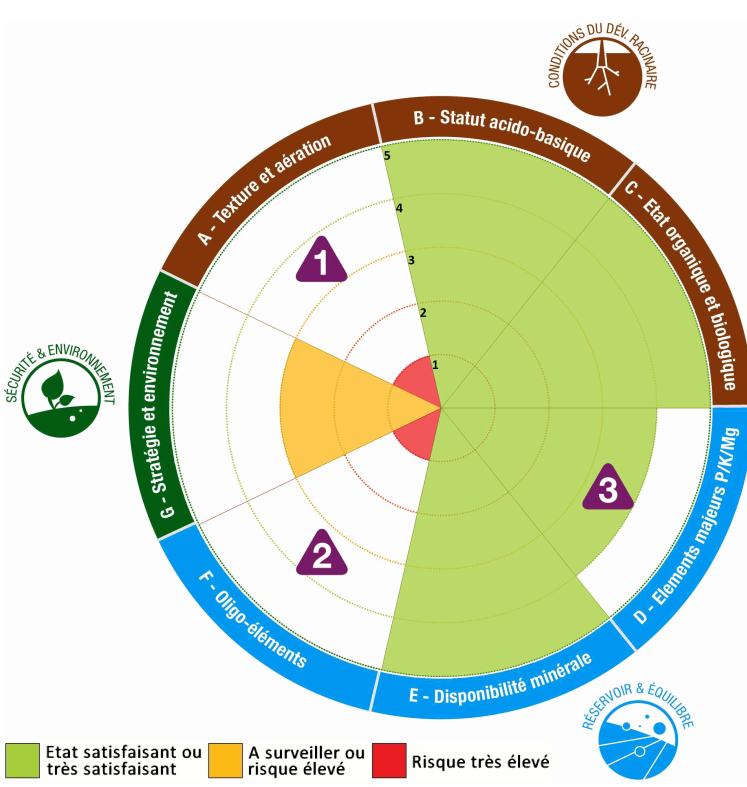 CONDITIONS DU DÉV. RACINAIRE
B - Statut acido-basique
A - Texture et aération
C - Etat organique et biologique
5
4
3
2
1
1
SÉCURITÉ & ENVIRONNEMENT
G - Stratégie et environnement
D - Elements majeurs P/K/Mg
3
2
F - Oligo-éléments
E - Disponibilité minérale
RÉSERVOIR & ÉQUILIBRE
Etat satisfaisant ou
très satisfaisant
A surveiller ou
risque élevé
Risque très élevé